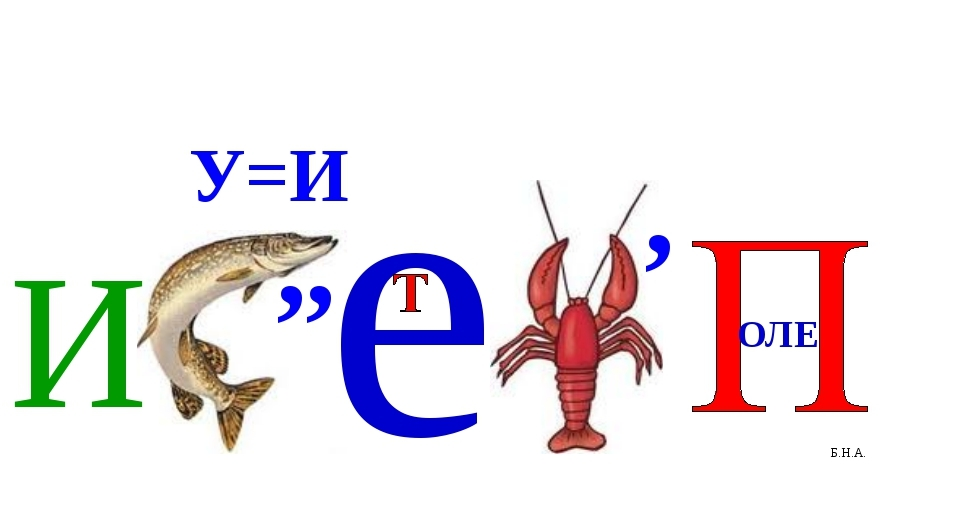 У=И
И ,, е т ’ П ОЛЕ
Б.Н.А.